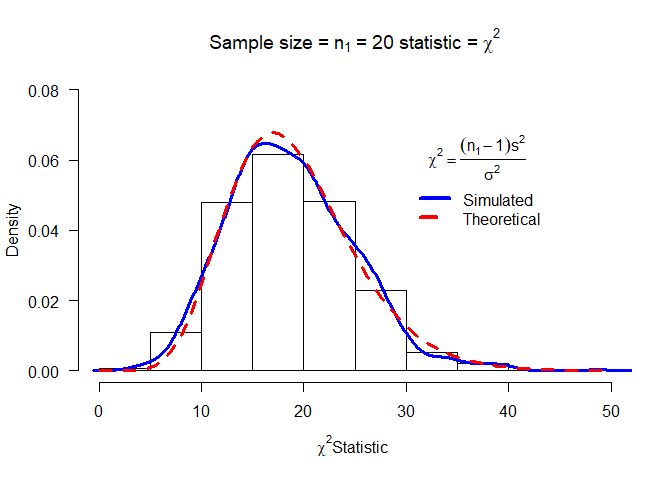 Sample size = n₁ = 20 statistic = χ²
0.08
0.06
0.04
0.02
0.00
Density
χ² = (n₁ − 1)s² / σ²
Simulated
Theoretical
0 10 20 30 40 50
χ²Statistic